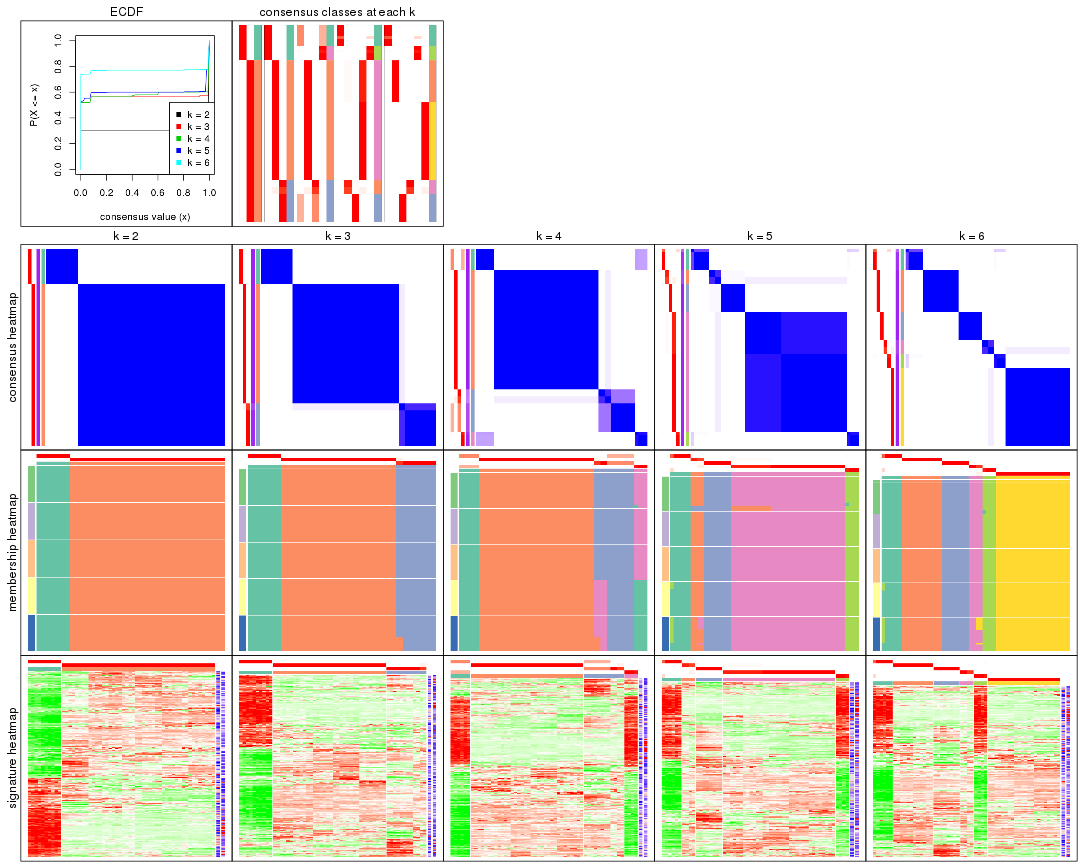 ECDF
consensus classes at each k
P(X <= x)
0.0 0.2 0.4 0.6 0.8 1.0
k = 2
k = 3
k = 4
k = 5
k = 6
0.0 0.2 0.4 0.6 0.8 1.0
consensus value (x)
k = 2 k = 3 k = 4 k = 5 k = 6
consensus heatmap
membership heatmap
signature heatmap